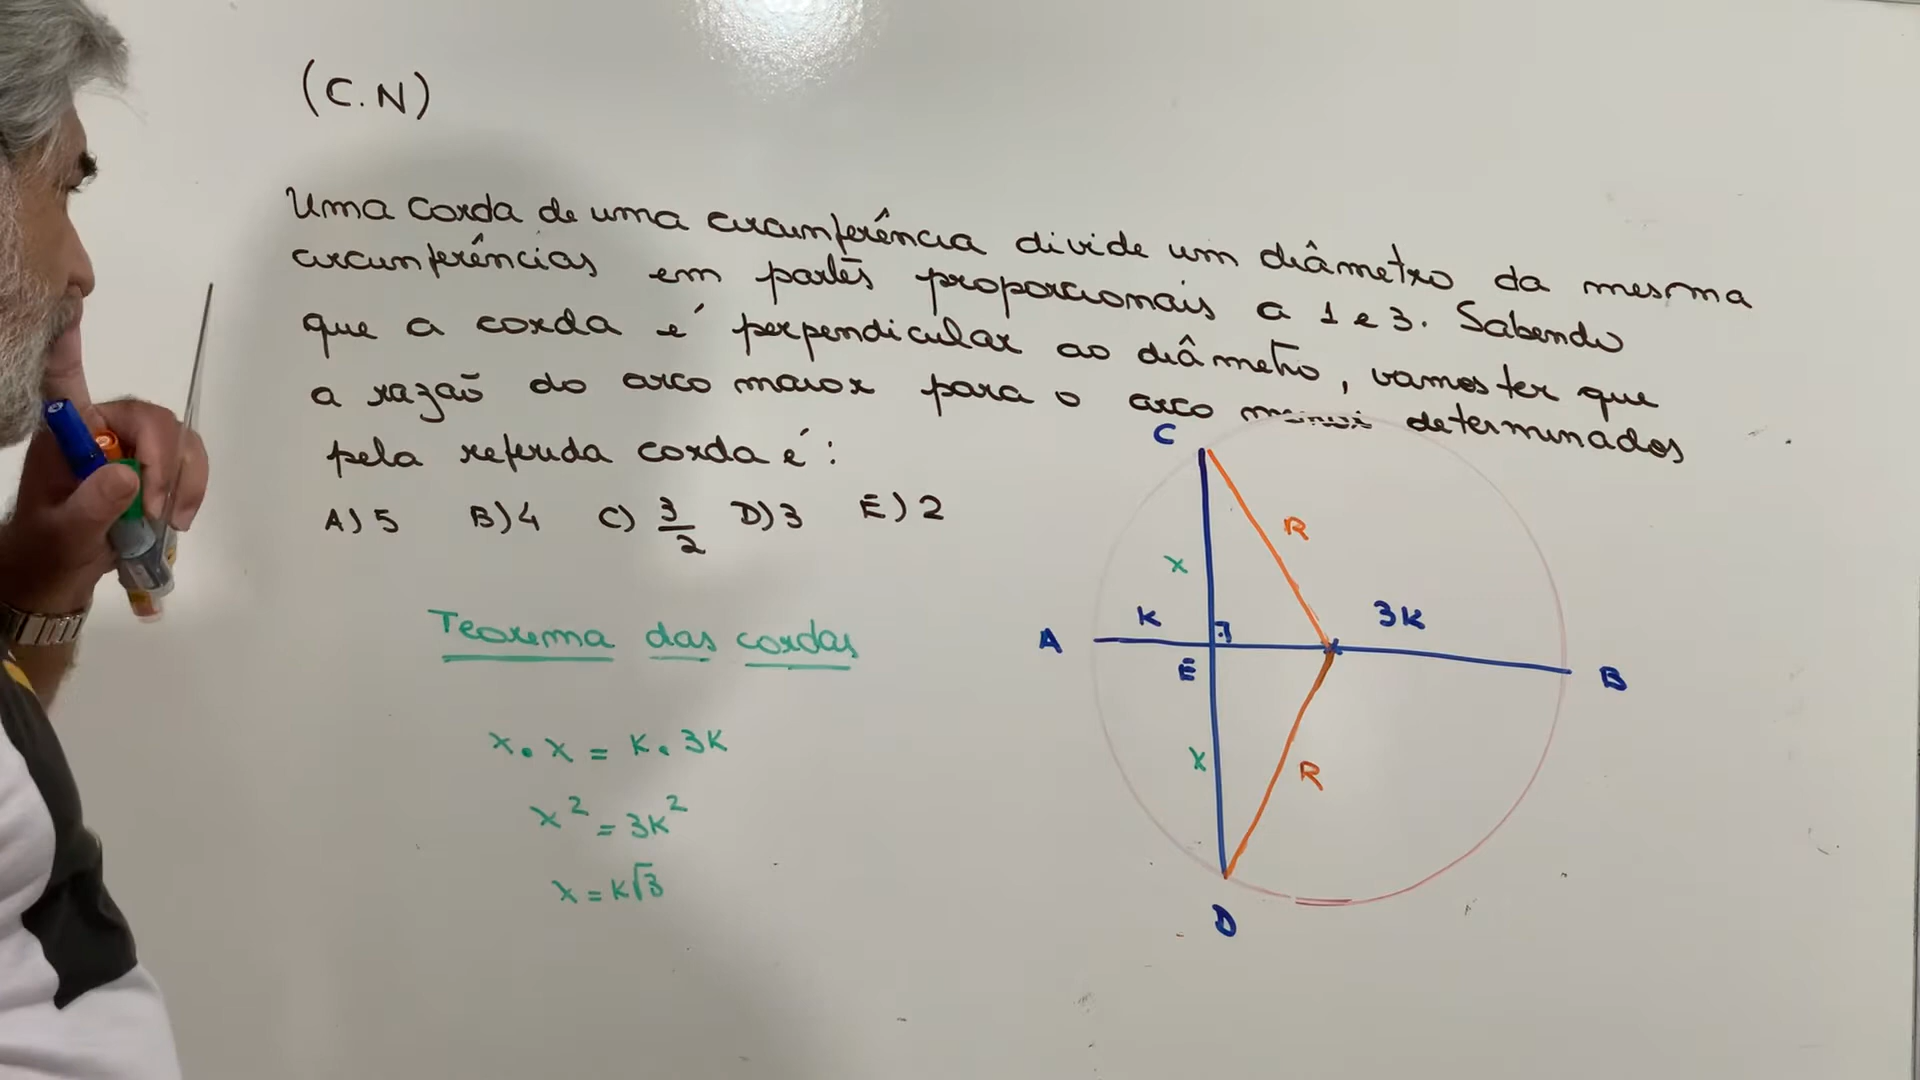 (C.N)
Uma corda de uma circunferência divide um diâmetro da mesma
circunferências em partes proporcionais a 1 e 3. Sabendo
que a corda é perpendicular ao diâmetro, vamos ter que
a razão do arco maior para o arco menor determinados
pela referida corda é:
A) 5 B) 4 C) 3/2 D) 3 E) 2
C
R
x
K
3K
A
E
B
x
R
D
Teorema das cordas
x . x = K . 3K
x² = 3K²
x = K√3